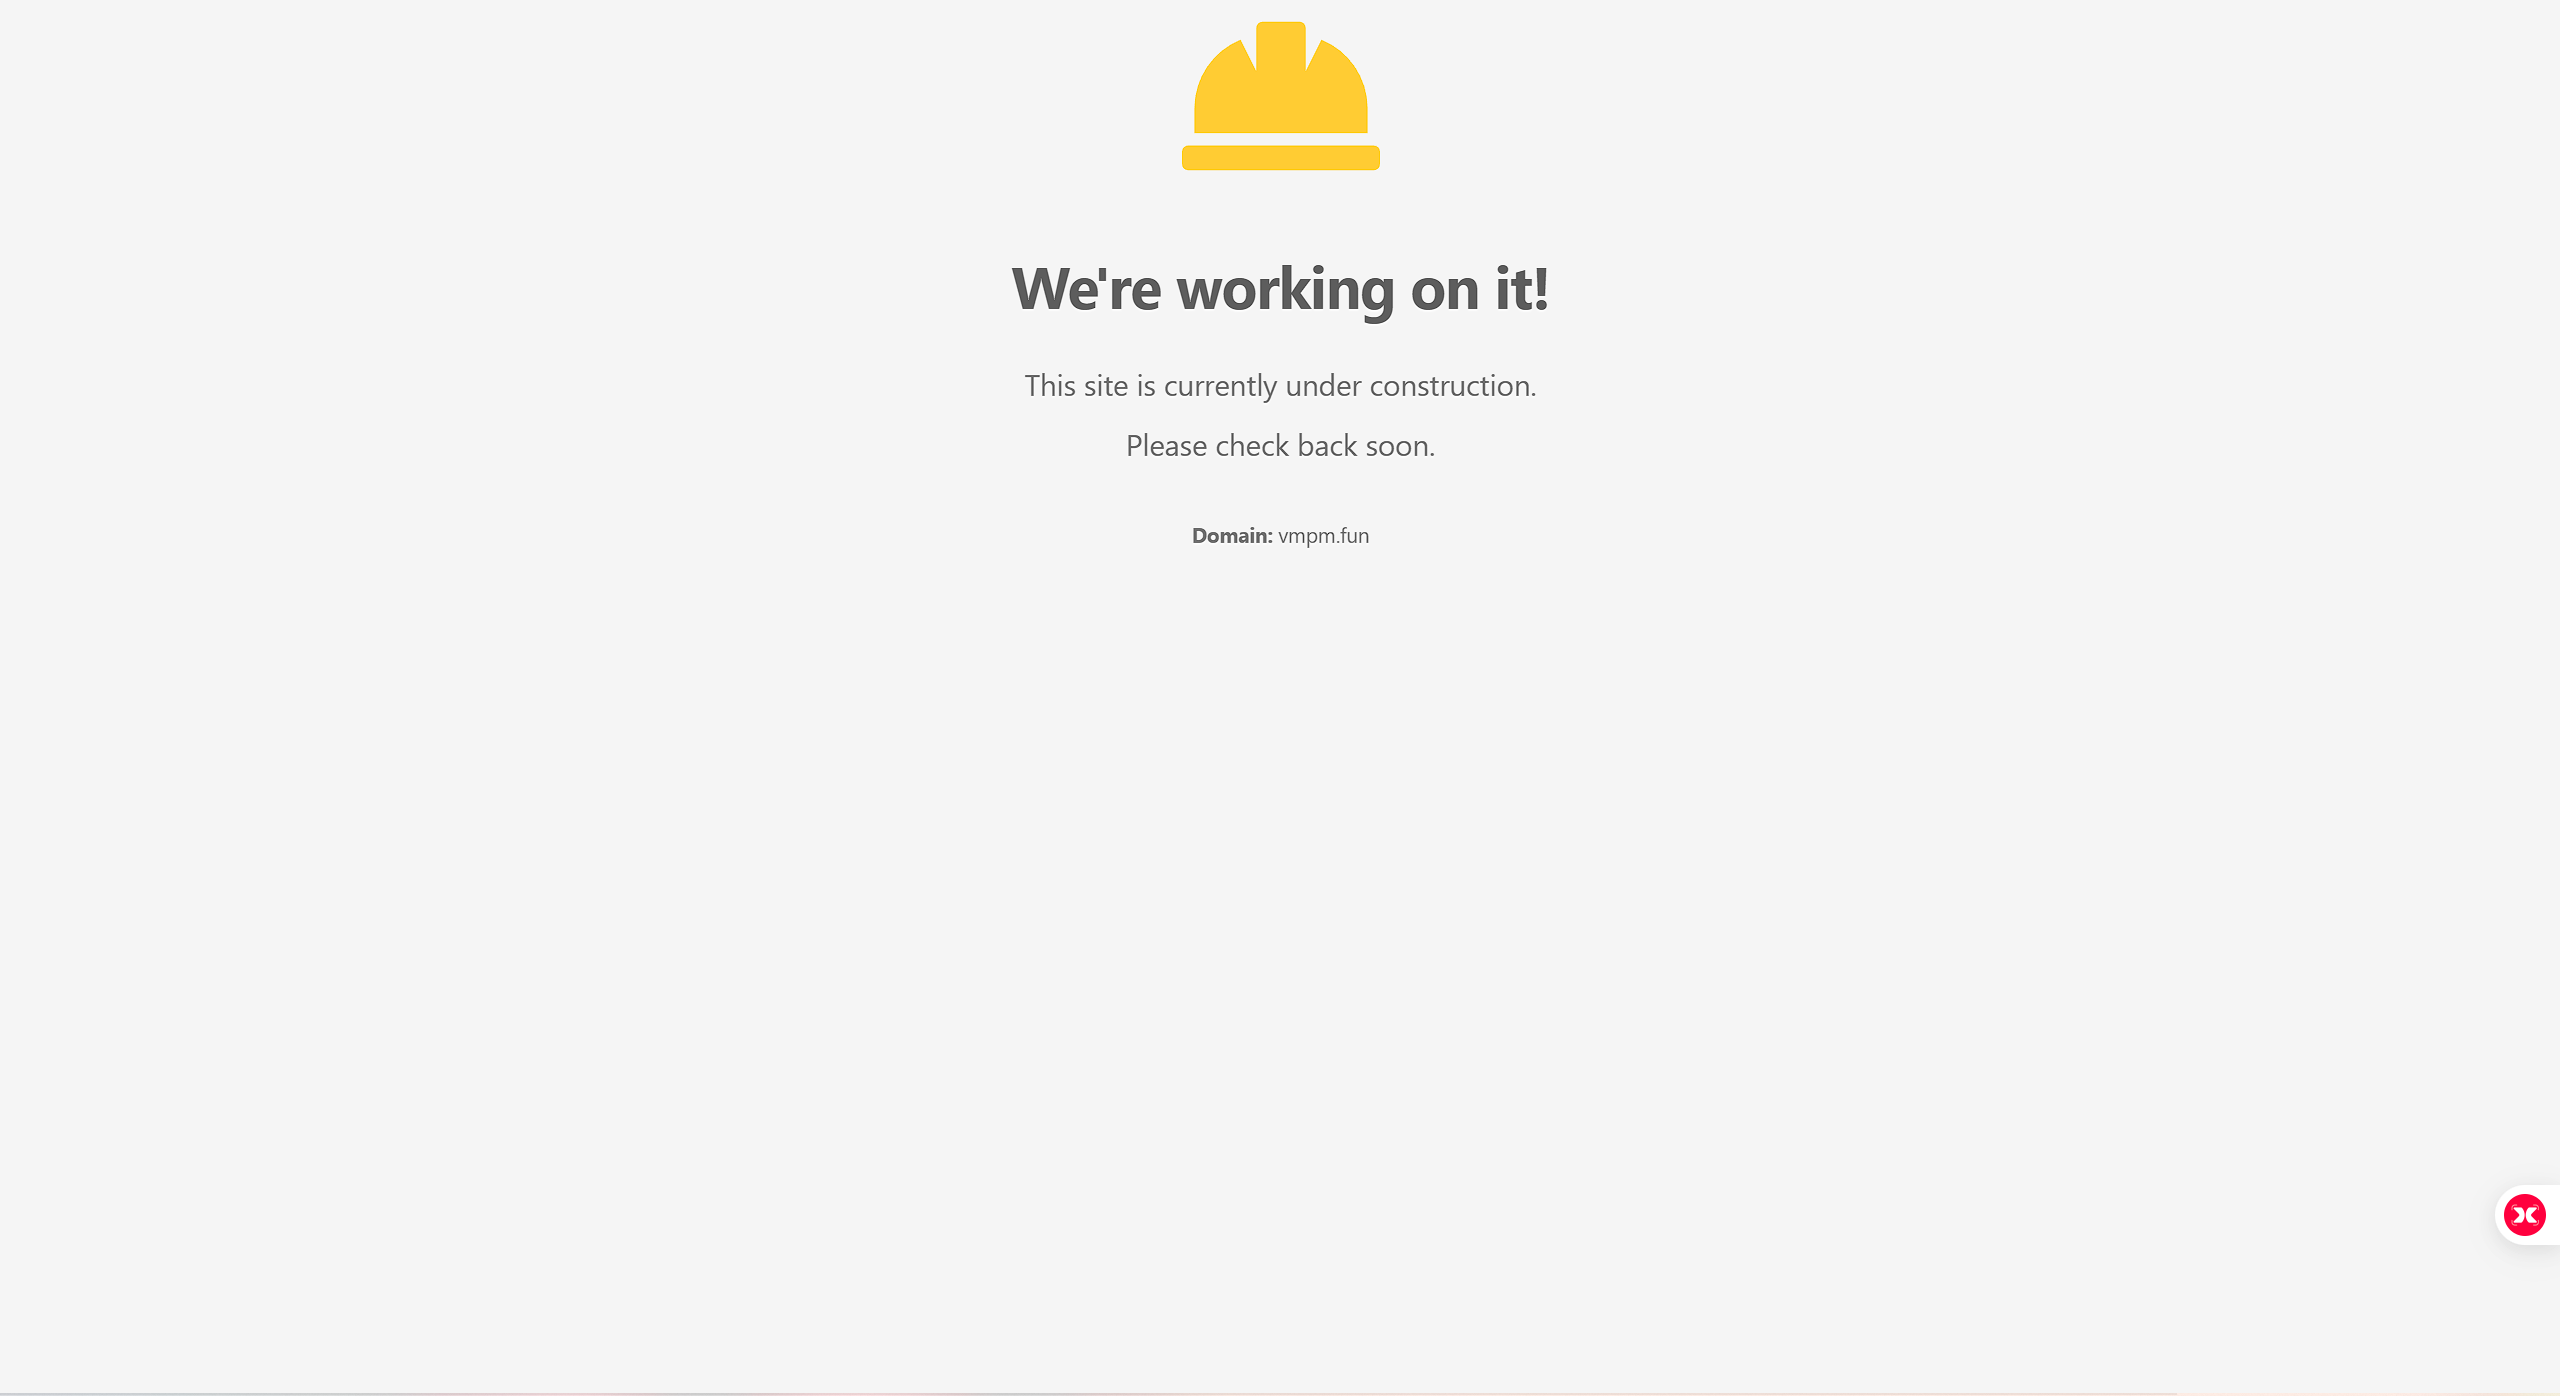 We're working on it!
This site is currently under construction.
Please check back soon.
Domain: vmpm.fun